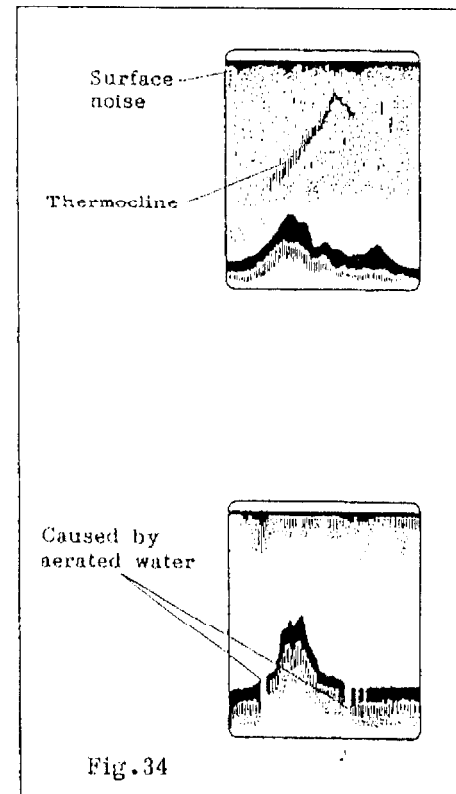 Surface
noise
Thermocline
Caused by
aerated water
Fig.34